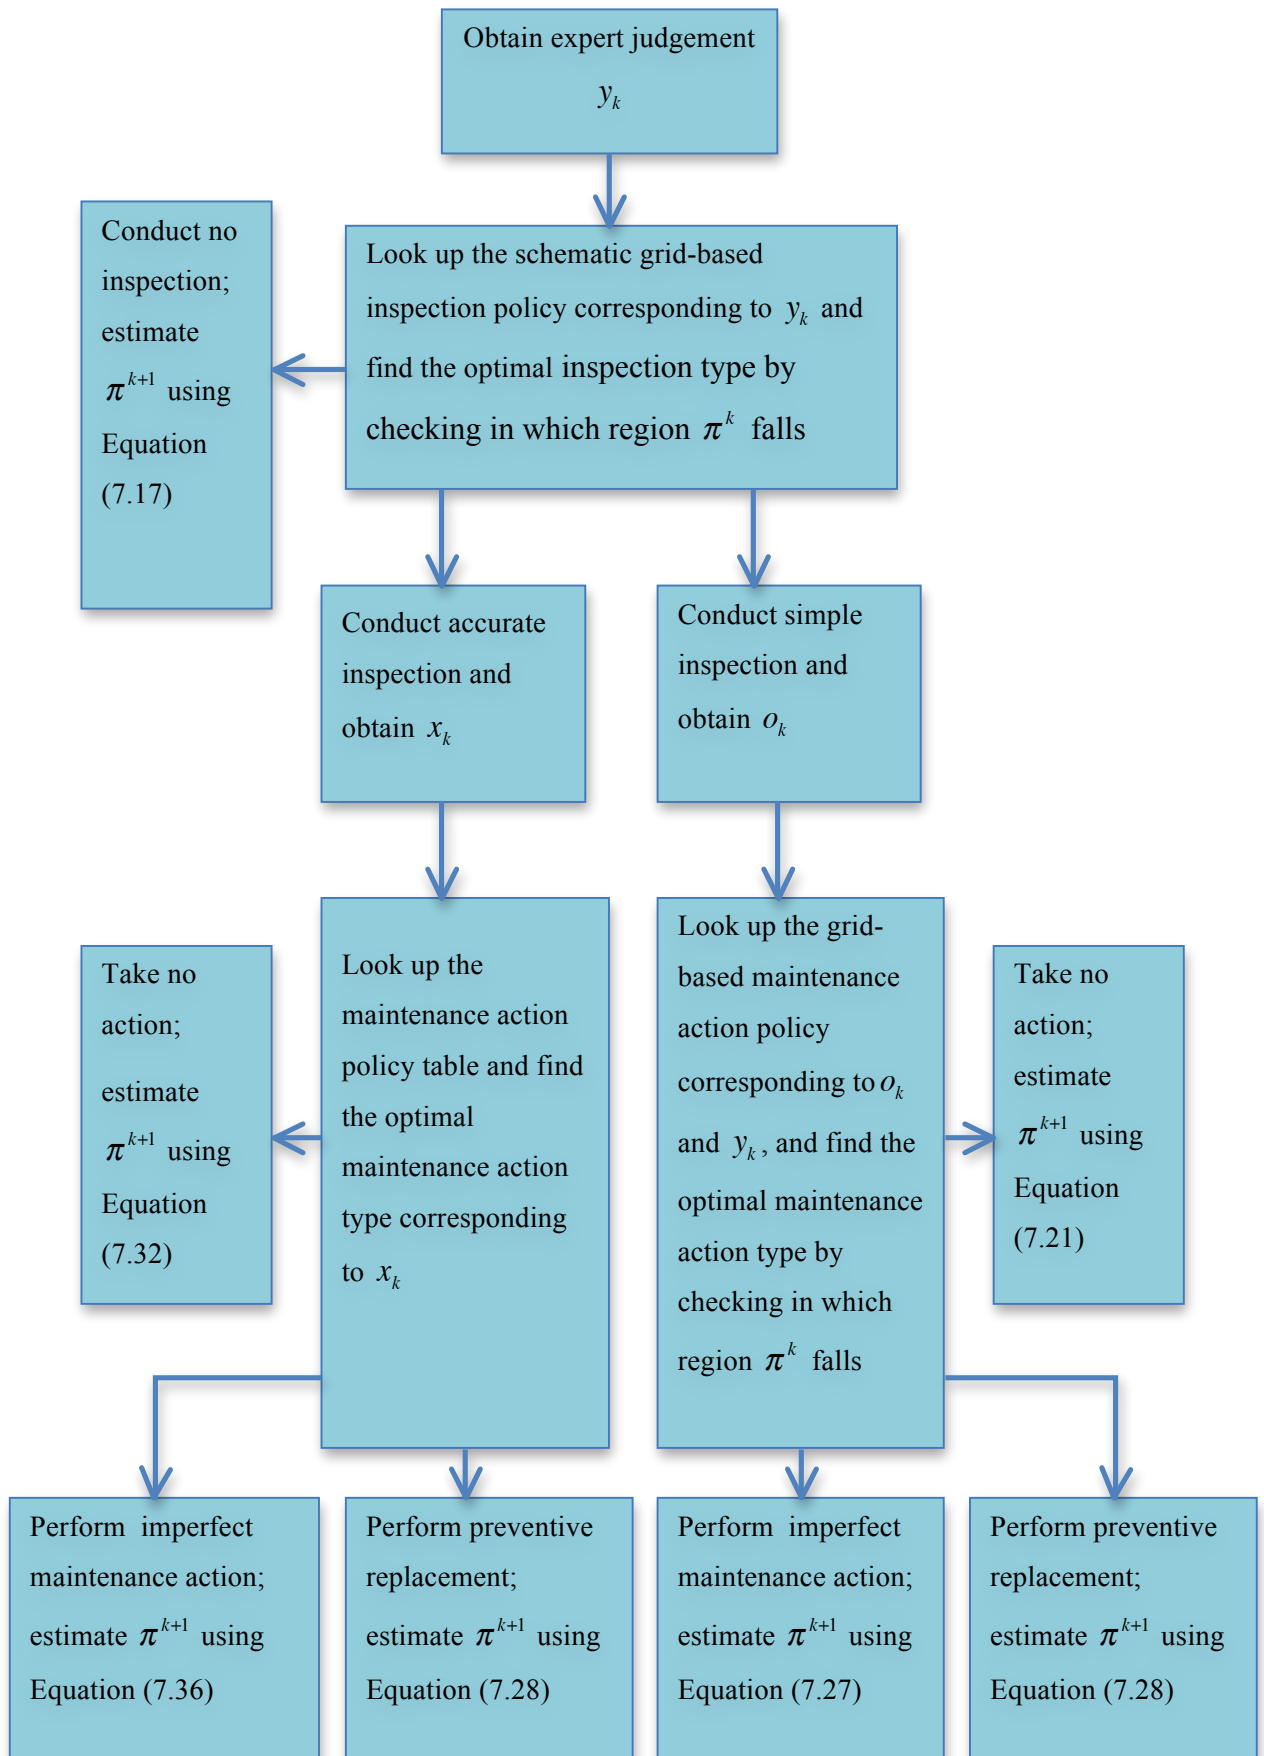 Obtain expert judgement
y_k
Conduct no
inspection;
estimate
π^{k+1} using
Equation
(7.17)
Look up the schematic grid-based
inspection policy corresponding to y_k and
find the optimal inspection type by
checking in which region π^k falls
Conduct accurate
inspection and
obtain x_k
Conduct simple
inspection and
obtain o_k
Take no
action;
estimate
π^{k+1} using
Equation
(7.32)
Look up the
maintenance action
policy table and find
the optimal
maintenance action
type corresponding
to x_k
Look up the grid-
based maintenance
action policy
corresponding to o_k
and y_k, and find the
optimal maintenance
action type by
checking in which
region π^k falls
Take no
action;
estimate
π^{k+1} using
Equation
(7.21)
Perform imperfect
maintenance action;
estimate π^{k+1} using
Equation (7.36)
Perform preventive
replacement;
estimate π^{k+1} using
Equation (7.28)
Perform imperfect
maintenance action;
estimate π^{k+1} using
Equation (7.27)
Perform preventive
replacement;
estimate π^{k+1} using
Equation (7.28)